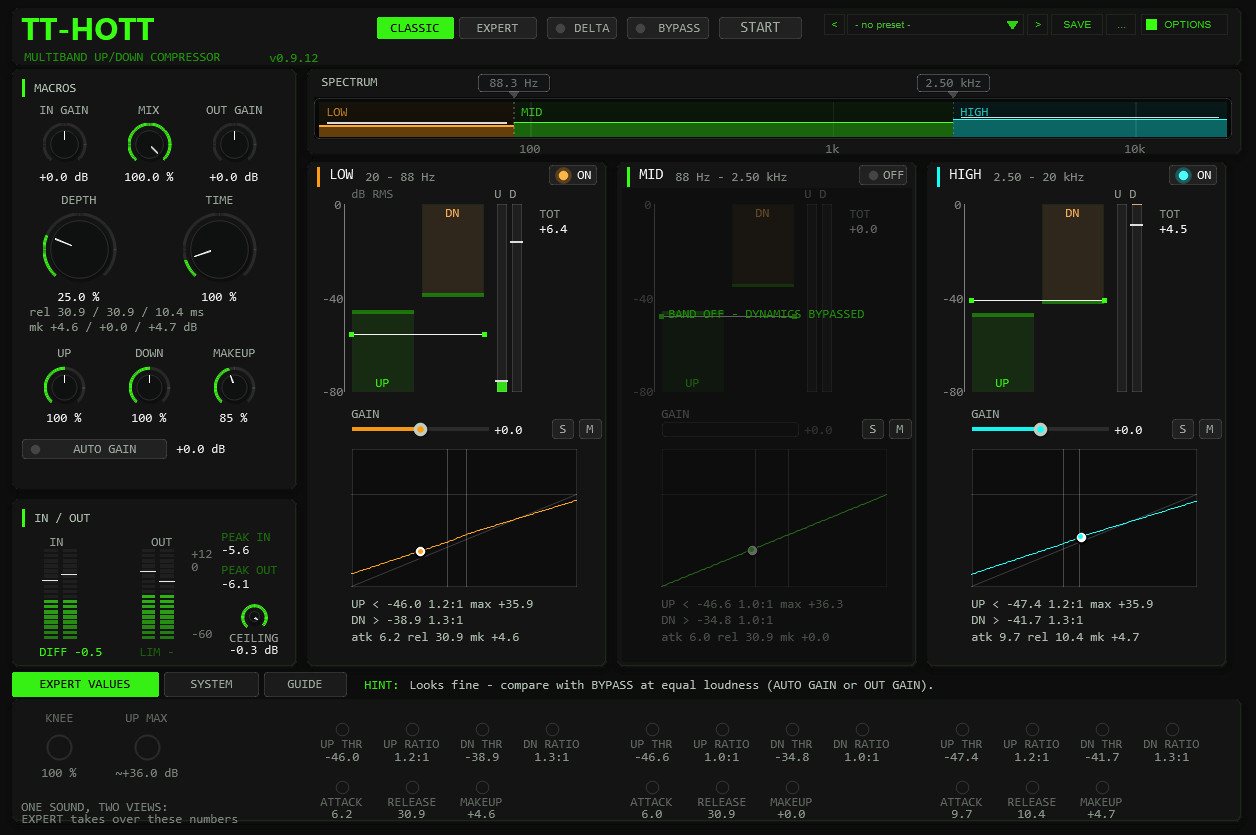 TT-HOTT
MULTIBAND UP/DOWN COMPRESSOR v0.9.12
CLASSIC EXPERT DELTA BYPASS START
< - no preset - > SAVE ... OPTIONS
MACROS
IN GAIN MIX OUT GAIN
+0.0 dB 100.0 % +0.0 dB
DEPTH TIME
25.0 % 100 %
rel 30.9 / 30.9 / 10.4 ms
mk +4.6 / +0.0 / +4.7 dB
UP DOWN MAKEUP
100 % 100 % 85 %
AUTO GAIN +0.0 dB
IN / OUT
IN OUT
+12
0
-60
PEAK IN
-5.6
PEAK OUT
-6.1
CEILING
-0.3 dB
DIFF -0.5 LIM -
SPECTRUM 88.3 Hz 2.50 kHz
LOW MID HIGH
100 1k 10k
LOW 20 - 88 Hz ON
dB RMS U D
0
-40
-80
DN
UP
TOT
+6.4
GAIN
+0.0 S M
UP < -46.0 1.2:1 max +35.9
DN > -38.9 1.3:1
atk 6.2 rel 30.9 mk +4.6
MID 88 Hz - 2.50 kHz OFF
U D
0
-40
-80
DN
UP
TOT
+0.0
BAND OFF - DYNAMICS BYPASSED
GAIN
+0.0 S M
UP < -46.6 1.0:1 max +36.3
DN > -34.8 1.0:1
atk 6.0 rel 30.9 mk +0.0
HIGH 2.50 - 20 kHz ON
U D
0
-40
-80
DN
UP
TOT
+4.5
GAIN
+0.0 S M
UP < -47.4 1.2:1 max +35.9
DN > -41.7 1.3:1
atk 9.7 rel 10.4 mk +4.7
EXPERT VALUES SYSTEM GUIDE
HINT: Looks fine - compare with BYPASS at equal loudness (AUTO GAIN or OUT GAIN).
KNEE UP MAX
100 % ~+36.0 dB
ONE SOUND, TWO VIEWS:
EXPERT takes over these numbers
UP THR UP RATIO DN THR DN RATIO
-46.0 1.2:1 -38.9 1.3:1
ATTACK RELEASE MAKEUP
6.2 30.9 +4.6
UP THR UP RATIO DN THR DN RATIO
-46.6 1.0:1 -34.8 1.0:1
ATTACK RELEASE MAKEUP
6.0 30.9 +0.0
UP THR UP RATIO DN THR DN RATIO
-47.4 1.2:1 -41.7 1.3:1
ATTACK RELEASE MAKEUP
9.7 10.4 +4.7